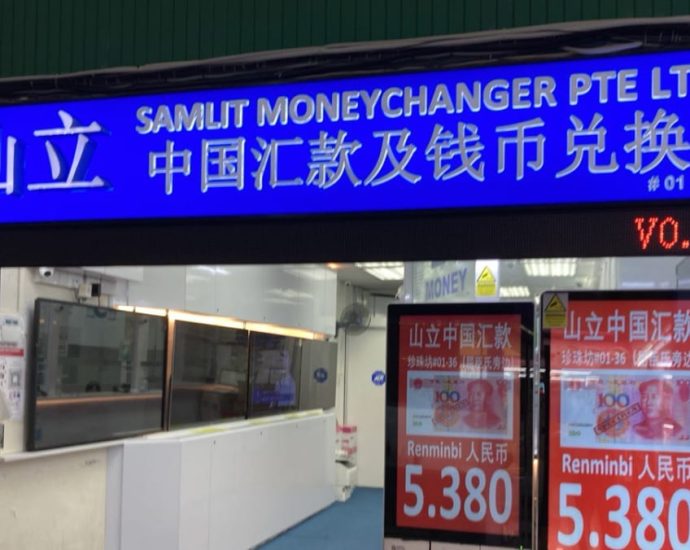 山立
SAMLIT MONEYCHANGER PTE LT
中国汇款及钱币兑换
#01
VO.
MONEY
山立中国汇款
珍珠坊#01-36
100
Renminbi 人民币
5.380
山立中国汇款
珍珠坊#01-36
100
Renminbi 人民币
5.380